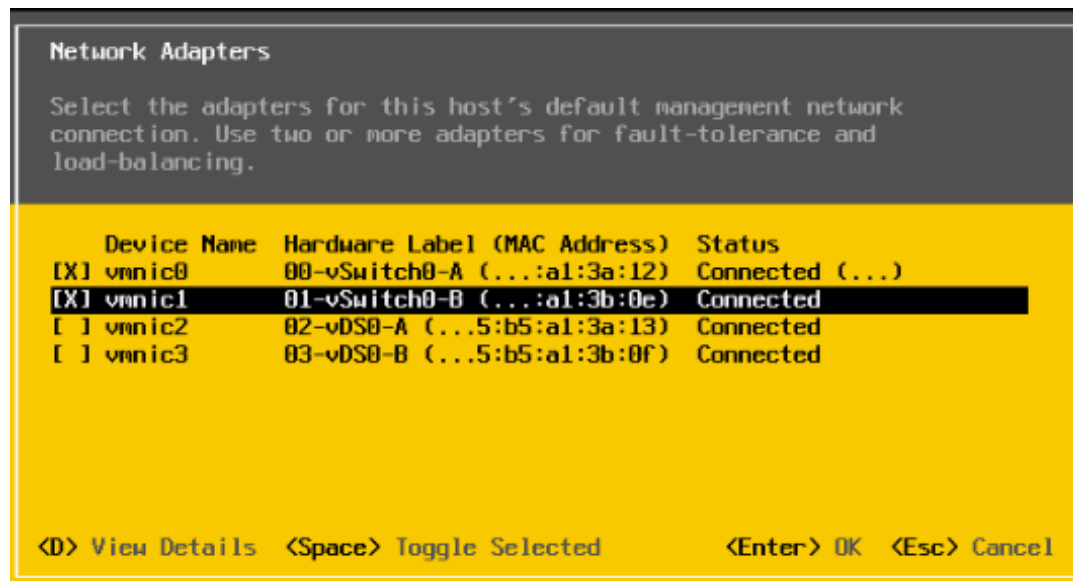 Network Adapters
Select the adapters for this host's default management network
connection. Use two or more adapters for fault-tolerance and
load-balancing.
Device Name Hardware Label (MAC Address) Status
[X] vmnic0 00-vSwitch0-A (...:a1:3a:12) Connected (...)
[X] vmnic1 01-vSwitch0-B (...:a1:3b:0e) Connected
[ ] vmnic2 02-vDS0-A (...5:b5:a1:3a:13) Connected
[ ] vmnic3 03-vDS0-B (...5:b5:a1:3b:0f) Connected
<D> View Details <Space> Toggle Selected <Enter> OK <Esc> Cancel